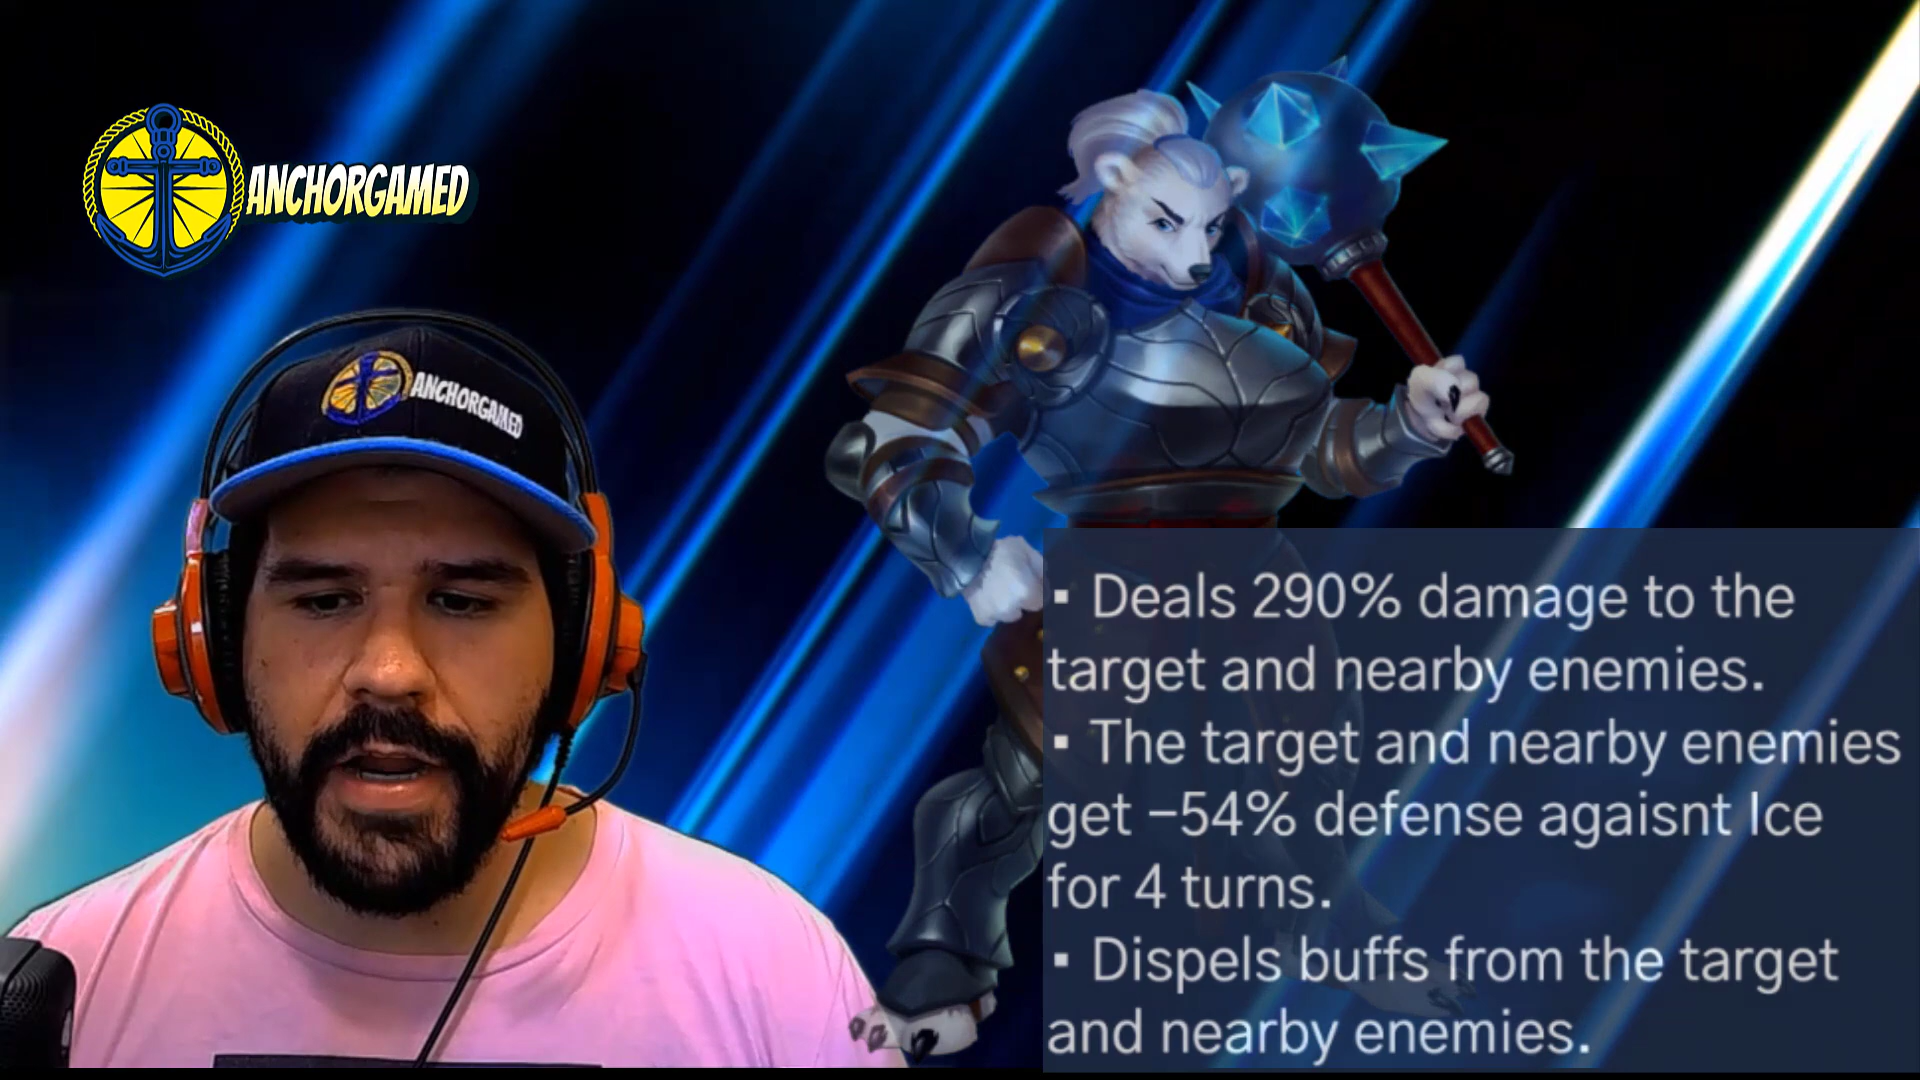 ANCHORGAMED
ANCHORGAMED
▪ Deals 290% damage to the
target and nearby enemies.
▪ The target and nearby enemies
get -54% defense agaisnt Ice
for 4 turns.
▪ Dispels buffs from the target
and nearby enemies.